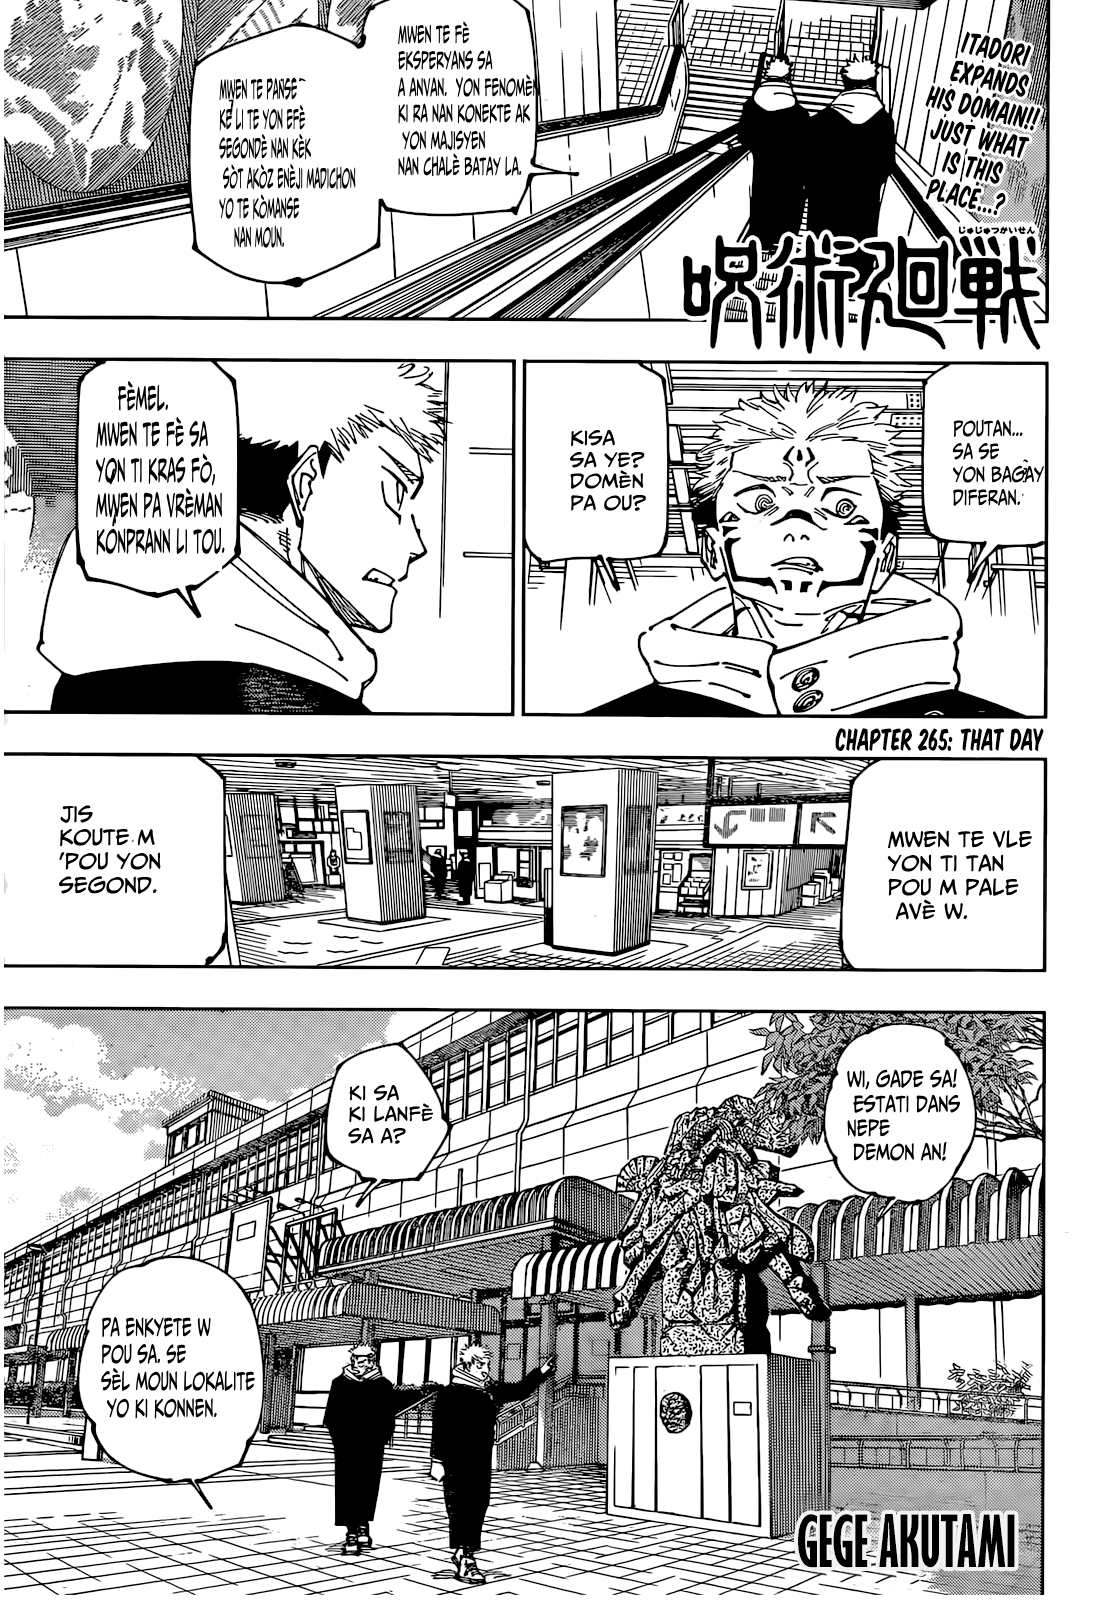 ITADORI
EXPANDS
HIS DOMAIN!!
JUST WHAT
IS THIS
PLACE...?
じゅじゅつかいせん
呪術廻戦
MWEN TE FÈ
EKSPERYANS SA
A ANVAN. YON FENOMÈN
KI RA NAN KONEKTE AK
YON MAJISYEN
NAN CHALÈ BATAY LA.
MWEN TE PANSE
KE LI TE YON EFÈ
SEGONDÈ NAN KÈK
SÒT AKÒZ ENÈJI MADICHON
YO TE KÒMANSE
NAN MOUN.
POUTAN...
SA SE
YON BAGAY
DIFERAN.
KISA
SA YE?
DOMÈN
PA OU?
FÈMEL.
MWEN TE FÈ SA
YON TI KRAS FÒ,
MWEN PA VRÈMAN
KONPRANN LI TOU.
CHAPTER 265: THAT DAY
MWEN TE VLE
YON TI TAN
POU M PALE
AVÈ W.
JIS
KOUTE M
'POU YON
SEGOND.
WI, GADE SA!
ESTATI DANS
NEPE
DEMON AN!
KI SA
KI LANFÈ
SA A?
PA ENKYETE W
POU SA. SE
SÈL MOUN LOKALITE
YO KI KONNEN.
GEGE AKUTAMI